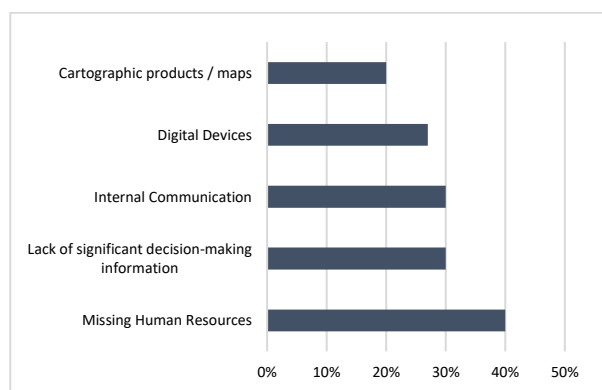 Cartographic products / maps
Digital Devices
Internal Communication
Lack of significant decision-making
information
Missing Human Resources
0% 10% 20% 30% 40% 50%